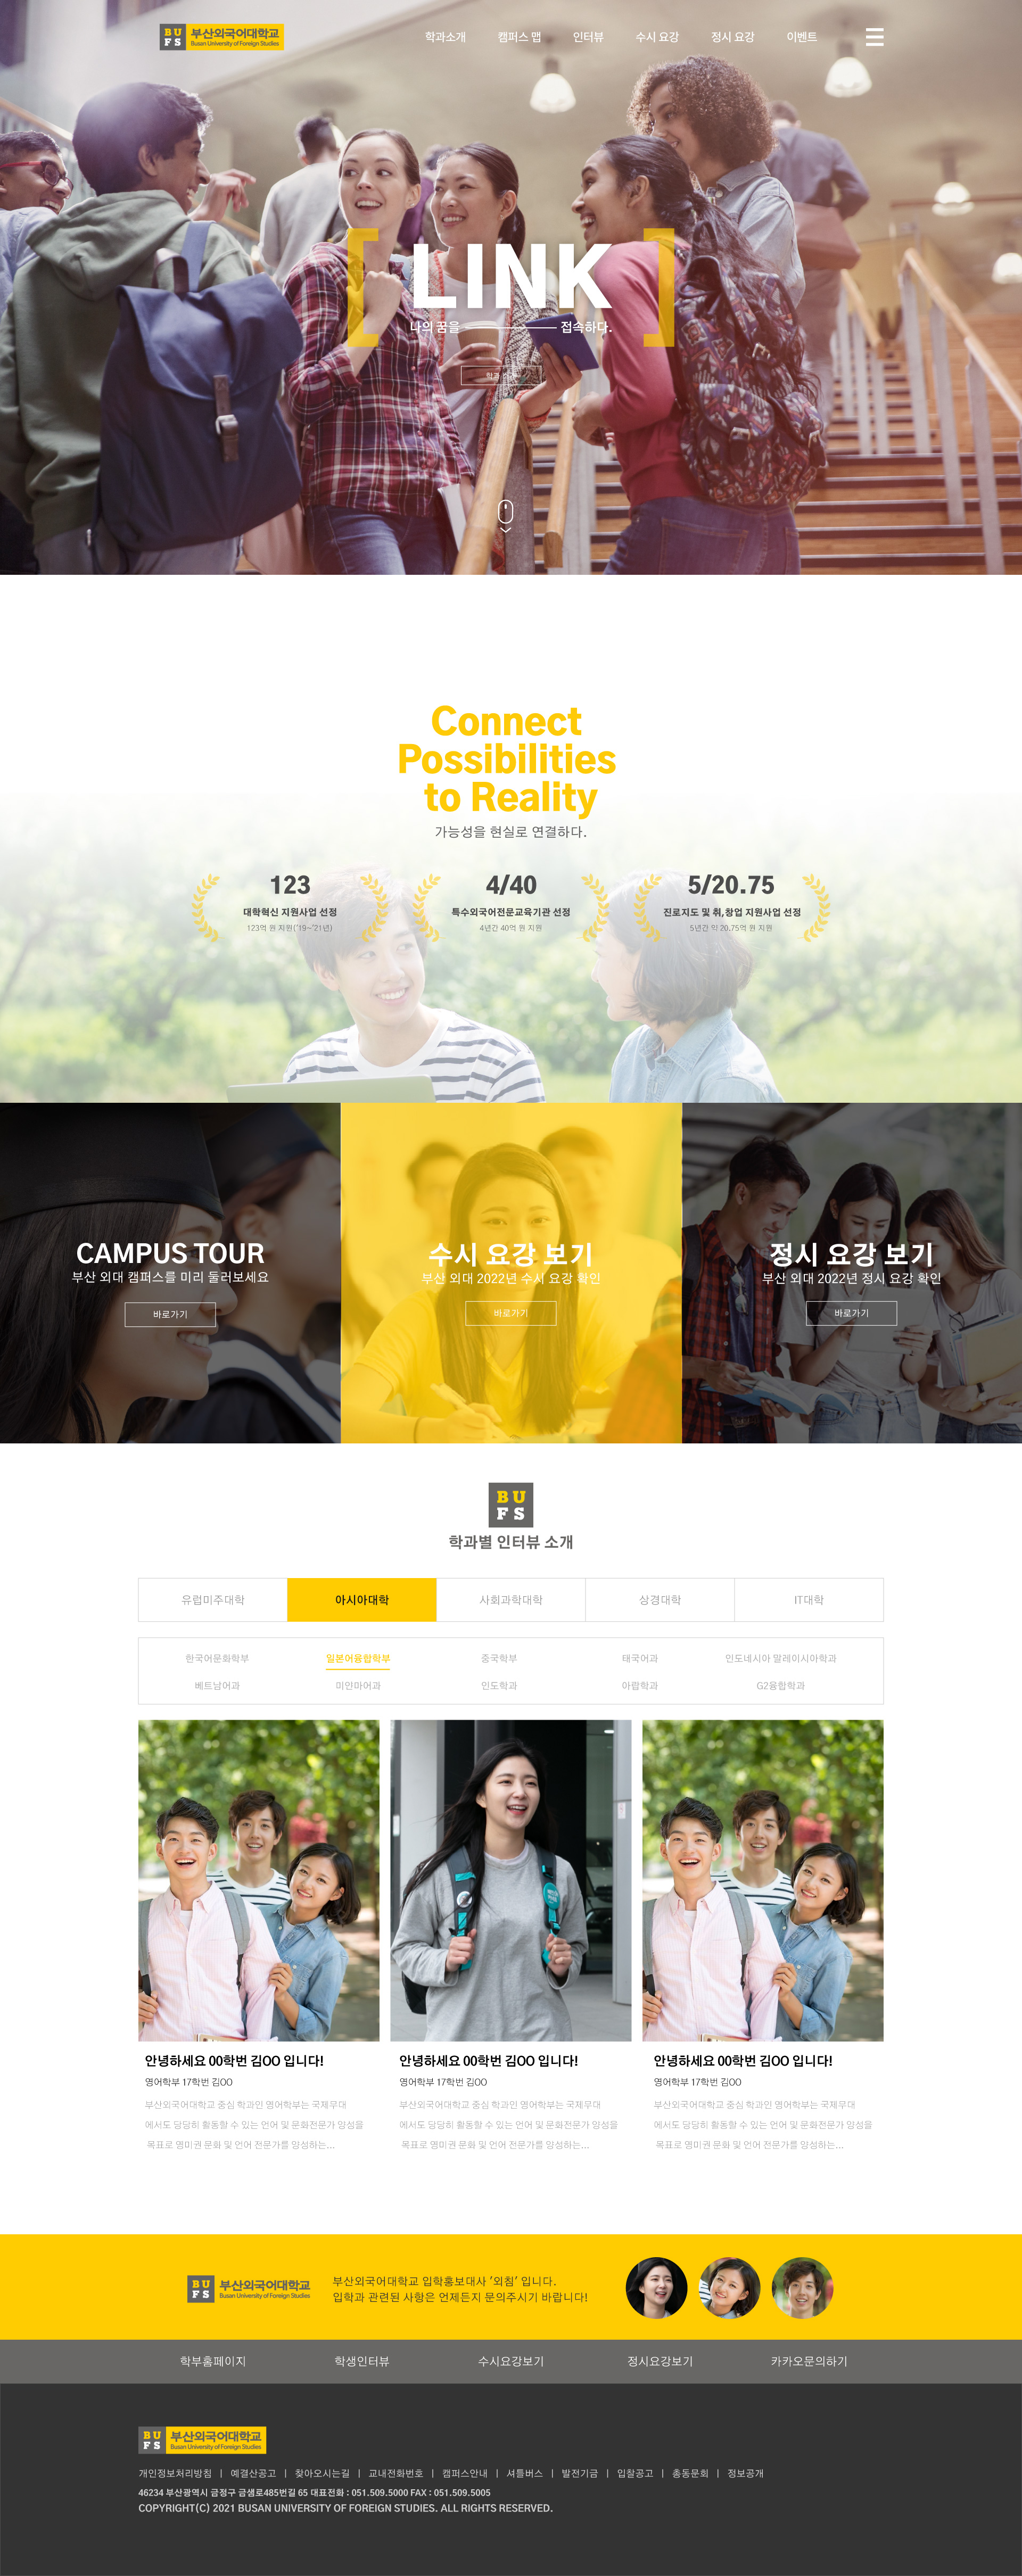 BU
FS
부산외국어대학교
Busan University of Foreign Studies
학과소개 캠퍼스 맵 인터뷰 수시 요강 정시 요강 이벤트
[ LINK ]
나의 꿈을 접속하다.
Connect
Possibilities
to Reality
가능성을 현실로 연결하다.
123 4/40 5/20.75
대학혁신 지원사업 선정 특수외국어전문교육기관 선정 진로지도 및 취,창업 지원사업 선정
123억 원 지원('19~'21년) 4년간 40억 원 지원 5년간 약 20.75억 원 지원
CAMPUS TOUR
부산 외대 캠퍼스를 미리 둘러보세요
바로가기
수시 요강 보기
부산 외대 2022년 수시 요강 확인
바로가기
정시 요강 보기
부산 외대 2022년 정시 요강 확인
바로가기
BU
FS
학과별 인터뷰 소개
유럽미주대학 아시아대학 사회과학대학 상경대학 IT대학
한국어문화학부 일본어융합학부 중국학부 태국어과 인도네시아 말레이시아학과
베트남어과 미얀마어과 인도학과 아랍학과 G2융합학과
안녕하세요 00학번 김OO 입니다!
영어학부 17학번 김OO
부산외국어대학교 중심 학과인 영어학부는 국제무대
에서도 당당히 활동할 수 있는 언어 및 문화전문가 양성을
목표로 영미권 문화 및 언어 전문가를 양성하는...
안녕하세요 00학번 김OO 입니다!
영어학부 17학번 김OO
부산외국어대학교 중심 학과인 영어학부는 국제무대
에서도 당당히 활동할 수 있는 언어 및 문화전문가 양성을
목표로 영미권 문화 및 언어 전문가를 양성하는...
안녕하세요 00학번 김OO 입니다!
영어학부 17학번 김OO
부산외국어대학교 중심 학과인 영어학부는 국제무대
에서도 당당히 활동할 수 있는 언어 및 문화전문가 양성을
목표로 영미권 문화 및 언어 전문가를 양성하는...
BU
FS
부산외국어대학교
Busan University of Foreign Studies
부산외국어대학교 입학홍보대사 '외침' 입니다.
입학과 관련된 사항은 언제든지 문의주시기 바랍니다!
학부홈페이지 학생인터뷰 수시요강보기 정시요강보기 카카오문의하기
BU
FS
부산외국어대학교
Busan University of Foreign Studies
개인정보처리방침 | 예결산공고 | 찾아오시는길 | 교내전화번호 | 캠퍼스안내 | 셔틀버스 | 발전기금 | 입찰공고 | 총동문회 | 정보공개
46234 부산광역시 금정구 금샘로485번길 65 대표전화 : 051.509.5000 FAX : 051.509.5005
COPYRIGHT(C) 2021 BUSAN UNIVERSITY OF FOREIGN STUDIES. ALL RIGHTS RESERVED.